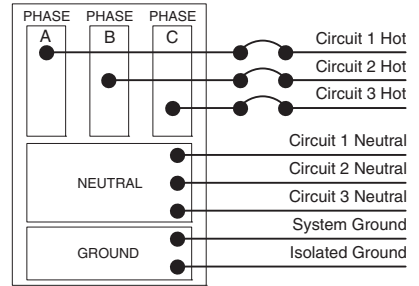 PHASE PHASE PHASE
A B C
Circuit 1 Hot
Circuit 2 Hot
Circuit 3 Hot
Circuit 1 Neutral
Circuit 2 Neutral
NEUTRAL
Circuit 3 Neutral
System Ground
GROUND
Isolated Ground